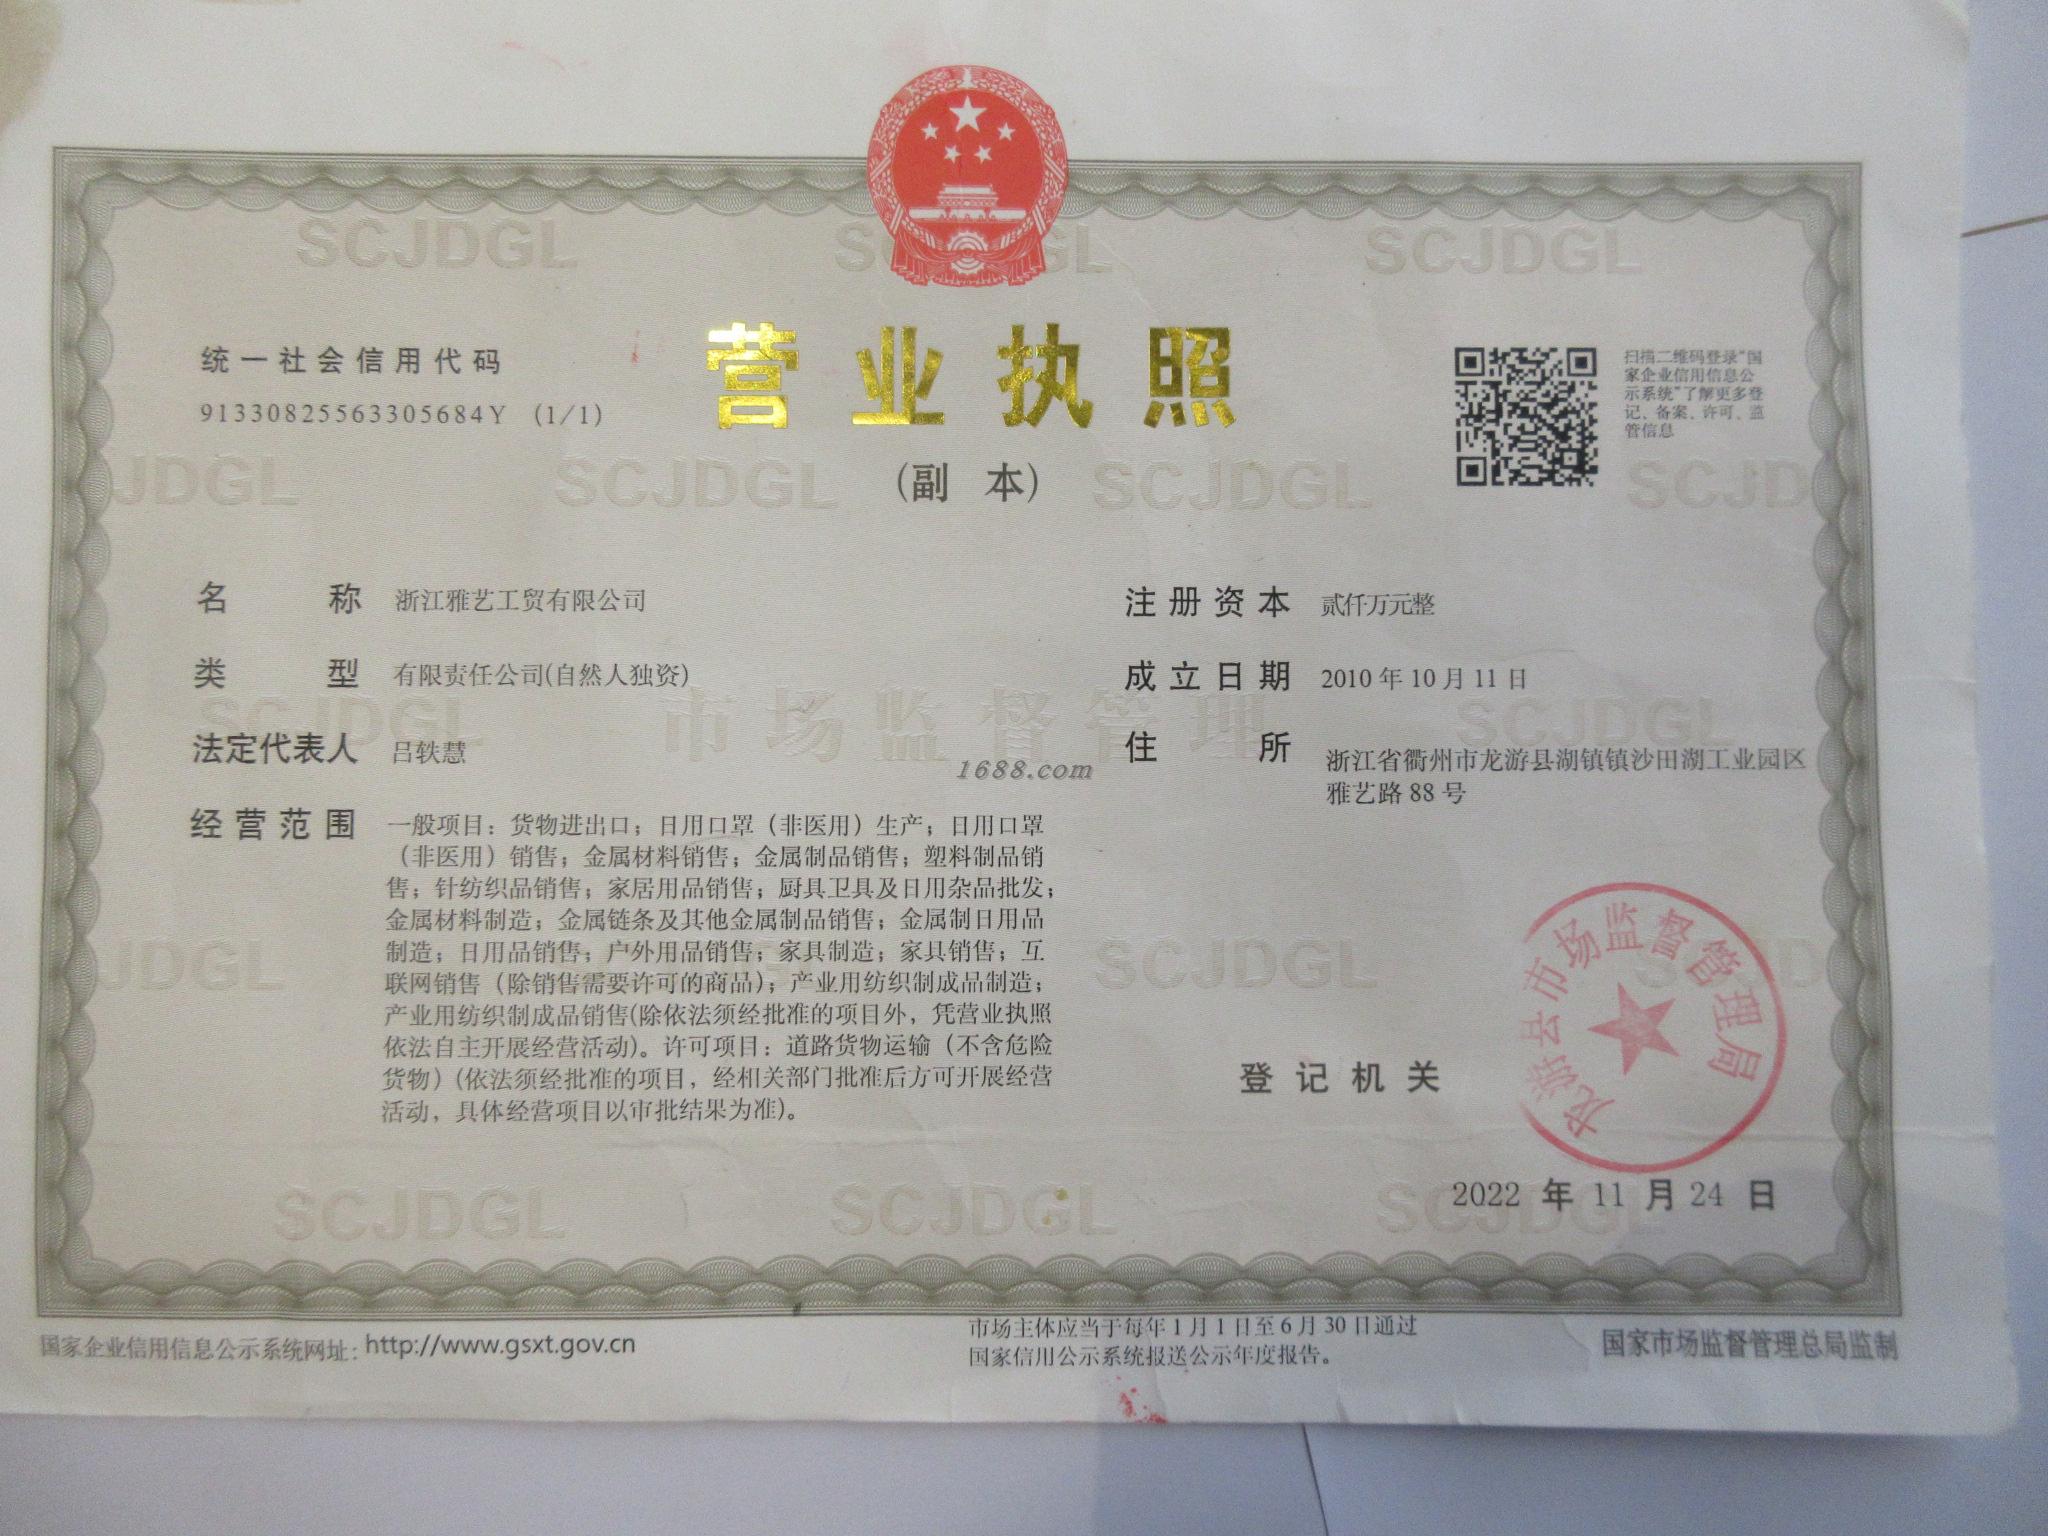 SCJDGL
SCJDGL
统一社会信用代码
91330825563305684Y (1/1)
营业执照
(副 本)
扫描二维码登录“国
家企业信用信息公
示系统”了解更多登
记、备案、许可、监
管信息
JDGL SCJDGL SCJDGL SCJD
名称 浙江雅艺工贸有限公司
类型 有限责任公司(自然人独资)
法定代表人 吕轶慧
经营范围 一般项目：货物进出口；日用口罩（非医用）生产；日用口罩
（非医用）销售；金属材料销售；金属制品销售；塑料制品销
售；针纺织品销售；家居用品销售；厨具卫具及日用杂品批发；
金属材料制造；金属链条及其他金属制品销售；金属制日用品
制造；日用品销售；户外用品销售；家具制造；家具销售；互
联网销售（除销售需要许可的商品）；产业用纺织制成品制造；
产业用纺织制成品销售(除依法须经批准的项目外，凭营业执照
依法自主开展经营活动)。许可项目：道路货物运输（不含危险
货物）(依法须经批准的项目，经相关部门批准后方可开展经营
活动，具体经营项目以审批结果为准)。
注册资本 贰仟万元整
成立日期 2010年10月11日
住所 浙江省衢州市龙游县湖镇镇沙田湖工业园区
雅艺路88号
SCJDGL 市场监督管理 SCJDGL
1688.com
JDGL SCJDGL
登记机关
龙游县市场监督管理局
2022 年 11 月 24 日
SCJDGL SCJDGL SCJDGL
国家企业信用信息公示系统网址：http://www.gsxt.gov.cn
市场主体应当于每年1月1日至6月30日通过
国家信用公示系统报送公示年度报告。
国家市场监督管理总局监制